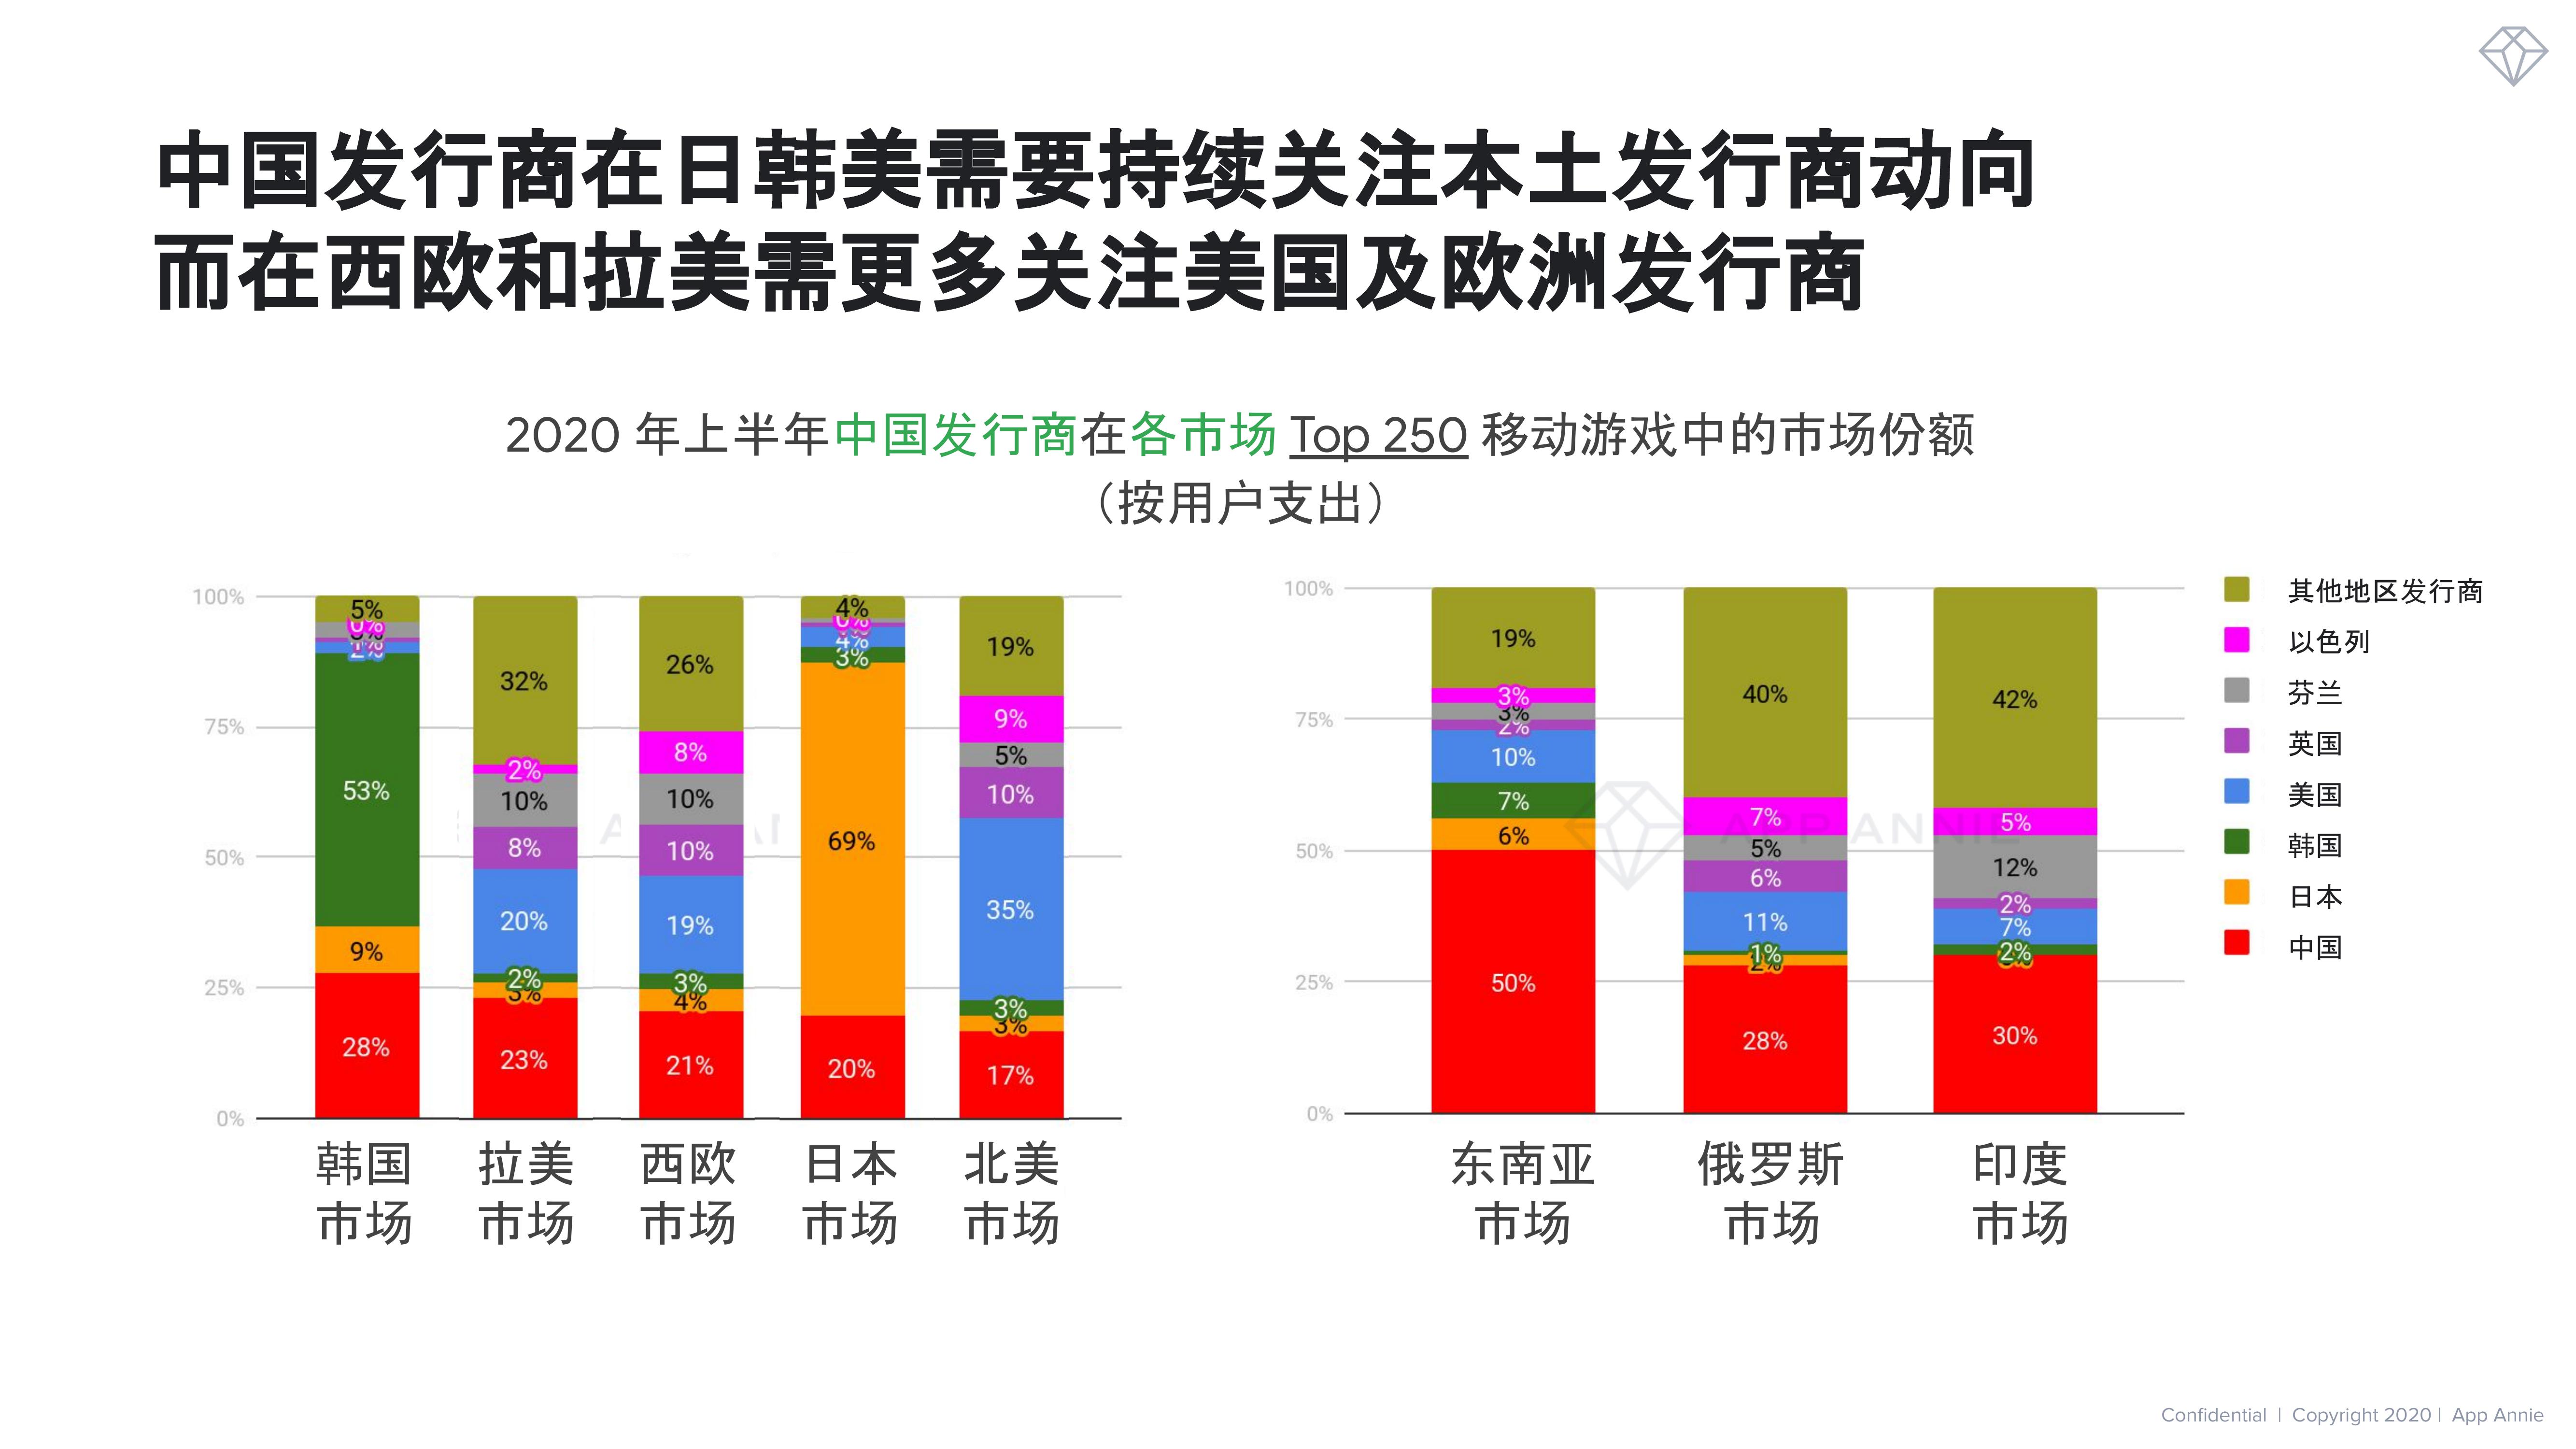 中国发行商在日韩美需要持续关注本土发行商动向
而在西欧和拉美需更多关注美国及欧洲发行商
2020 年上半年中国发行商在各市场 Top 250 移动游戏中的市场份额
（按用户支出）
100%
75%
50%
25%
0%
5%
0%
2%
53%
9%
28%
32%
2%
10%
8%
20%
2%
3%
23%
26%
8%
10%
10%
19%
3%
4%
21%
4%
0%
4%
3%
69%
20%
19%
9%
5%
10%
35%
3%
3%
17%
韩国
市场
拉美
市场
西欧
市场
日本
市场
北美
市场
100%
75%
50%
25%
0%
19%
3%
3%
2%
10%
7%
6%
50%
40%
7%
5%
6%
11%
1%
2%
28%
42%
5%
12%
2%
7%
2%
30%
东南亚
市场
俄罗斯
市场
印度
市场
APP ANNIE
其他地区发行商
以色列
芬兰
英国
美国
韩国
日本
中国
Confidential | Copyright 2020 | App Annie